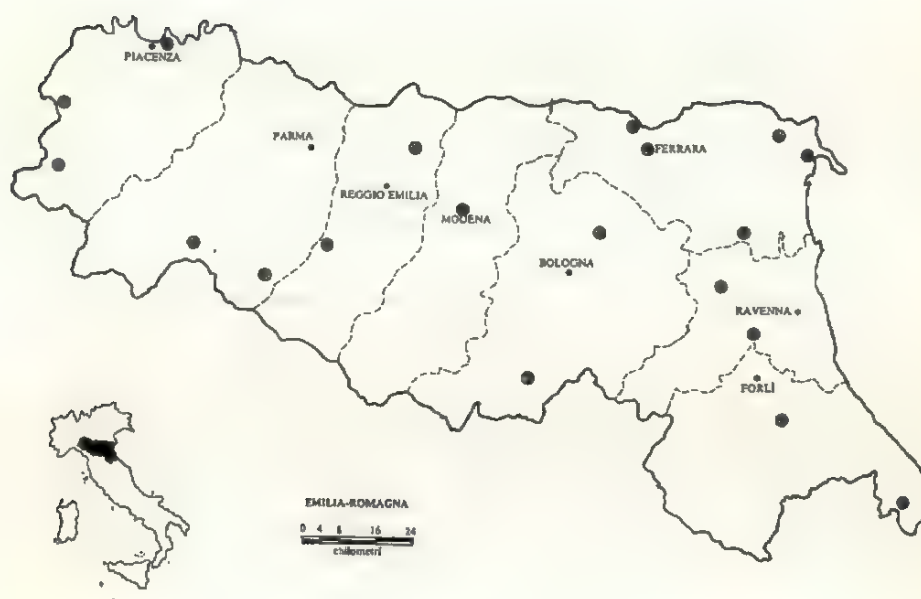 PIACENZA
PARMA
FERRARA
REGGIO EMILIA
MODENA
BOLOGNA
RAVENNA
FORLÌ
EMILIA-ROMAGNA
0 4 8 16 24
chilometri